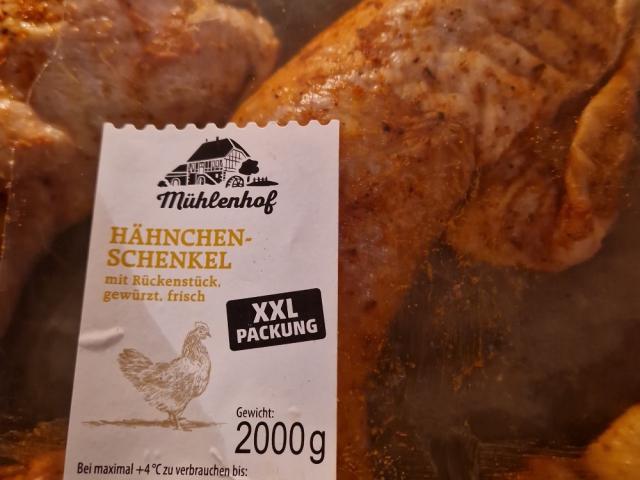 Mühlenhof
HÄHNCHEN-
SCHENKEL
mit Rückenstück,
gewürzt, frisch
XXL
PACKUNG
Gewicht:
2000g
Bei maximal +4°C zu verbrauchen bis: